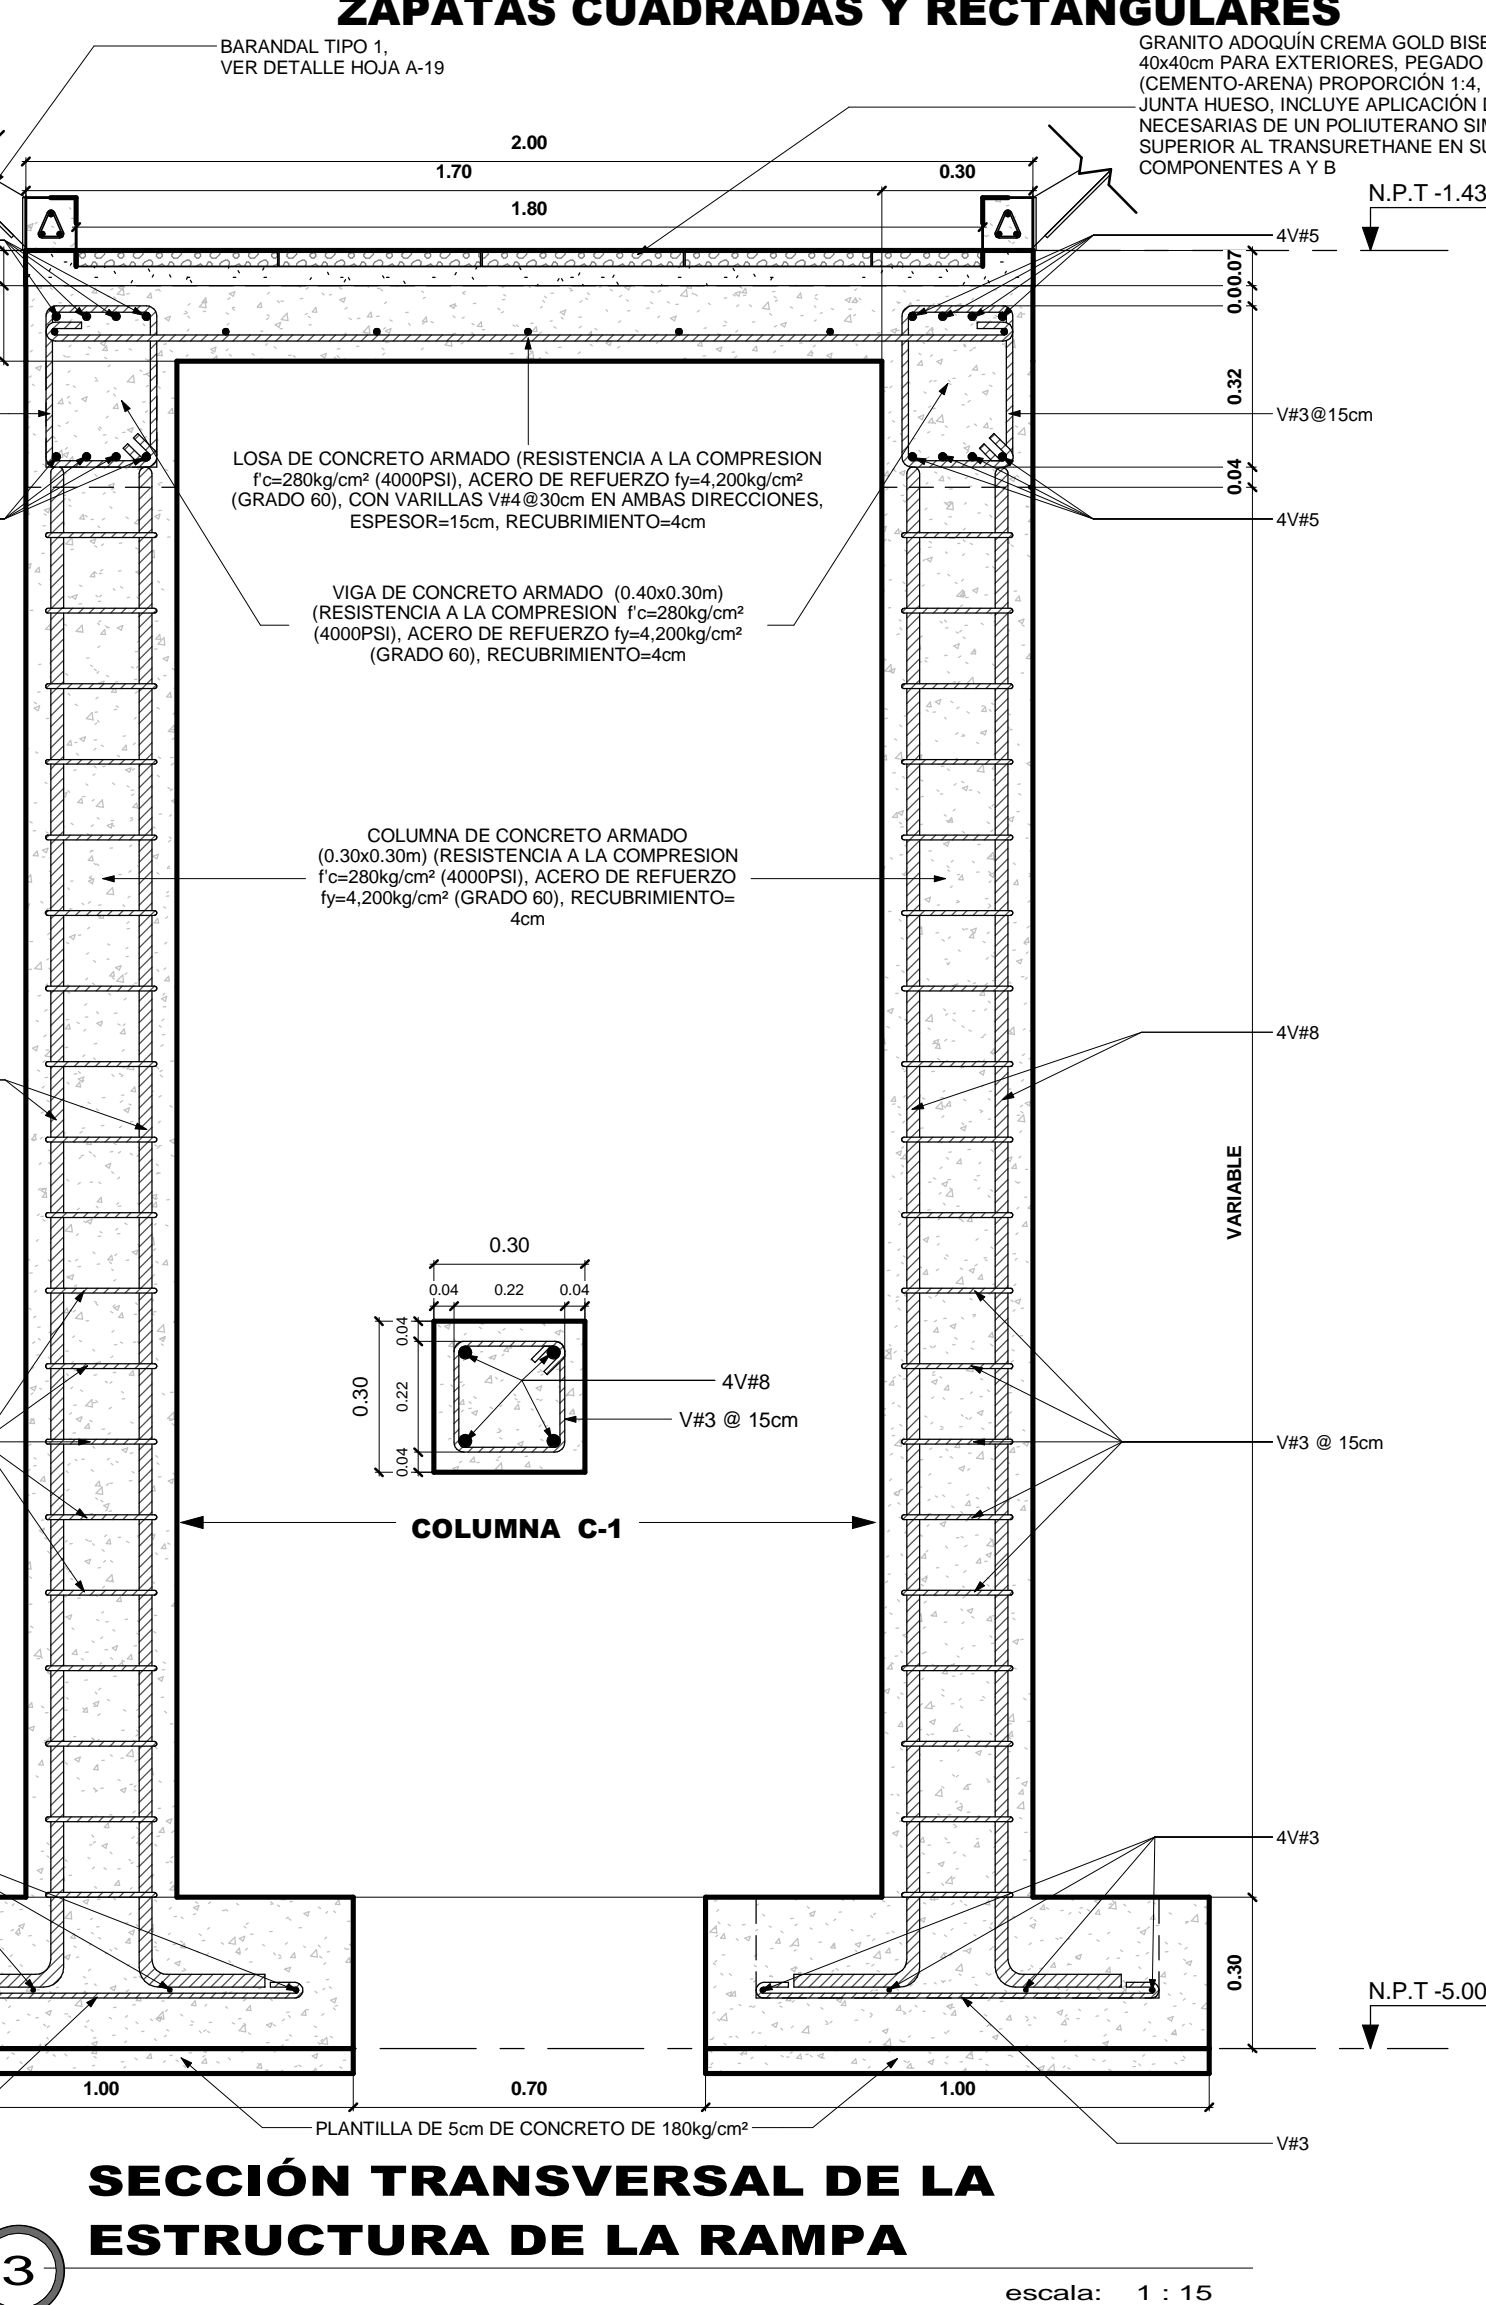 ZAPATAS CUADRADAS Y RECTANGULARES
BARANDAL TIPO 1,
VER DETALLE HOJA A-19
GRANITO ADOQUÍN CREMA GOLD BISE
40x40cm PARA EXTERIORES, PEGADO
(CEMENTO-ARENA) PROPORCIÓN 1:4,
JUNTA HUESO, INCLUYE APLICACIÓN D
NECESARIAS DE UN POLIUTERANO SIM
SUPERIOR AL TRANSURETHANE EN SU
COMPONENTES A Y B
2.00
1.70
0.30
1.80
N.P.T -1.43
4V#5
0.07
0.00
0.32
V#3@15cm
0.04
4V#5
LOSA DE CONCRETO ARMADO (RESISTENCIA A LA COMPRESION
f'c=280kg/cm² (4000PSI), ACERO DE REFUERZO fy=4,200kg/cm²
(GRADO 60), CON VARILLAS V#4@30cm EN AMBAS DIRECCIONES,
ESPESOR=15cm, RECUBRIMIENTO=4cm
VIGA DE CONCRETO ARMADO (0.40x0.30m)
(RESISTENCIA A LA COMPRESION f'c=280kg/cm²
(4000PSI), ACERO DE REFUERZO fy=4,200kg/cm²
(GRADO 60), RECUBRIMIENTO=4cm
COLUMNA DE CONCRETO ARMADO
(0.30x0.30m) (RESISTENCIA A LA COMPRESION
f'c=280kg/cm² (4000PSI), ACERO DE REFUERZO
fy=4,200kg/cm² (GRADO 60), RECUBRIMIENTO=
4cm
4V#8
VARIABLE
0.30
0.04
0.22
0.04
0.04
0.30
0.22
0.04
4V#8
V#3 @ 15cm
V#3 @ 15cm
COLUMNA C-1
4V#3
0.30
N.P.T -5.00
1.00
0.70
1.00
PLANTILLA DE 5cm DE CONCRETO DE 180kg/cm²
V#3
SECCIÓN TRANSVERSAL DE LA
ESTRUCTURA DE LA RAMPA
3
escala: 1 : 15